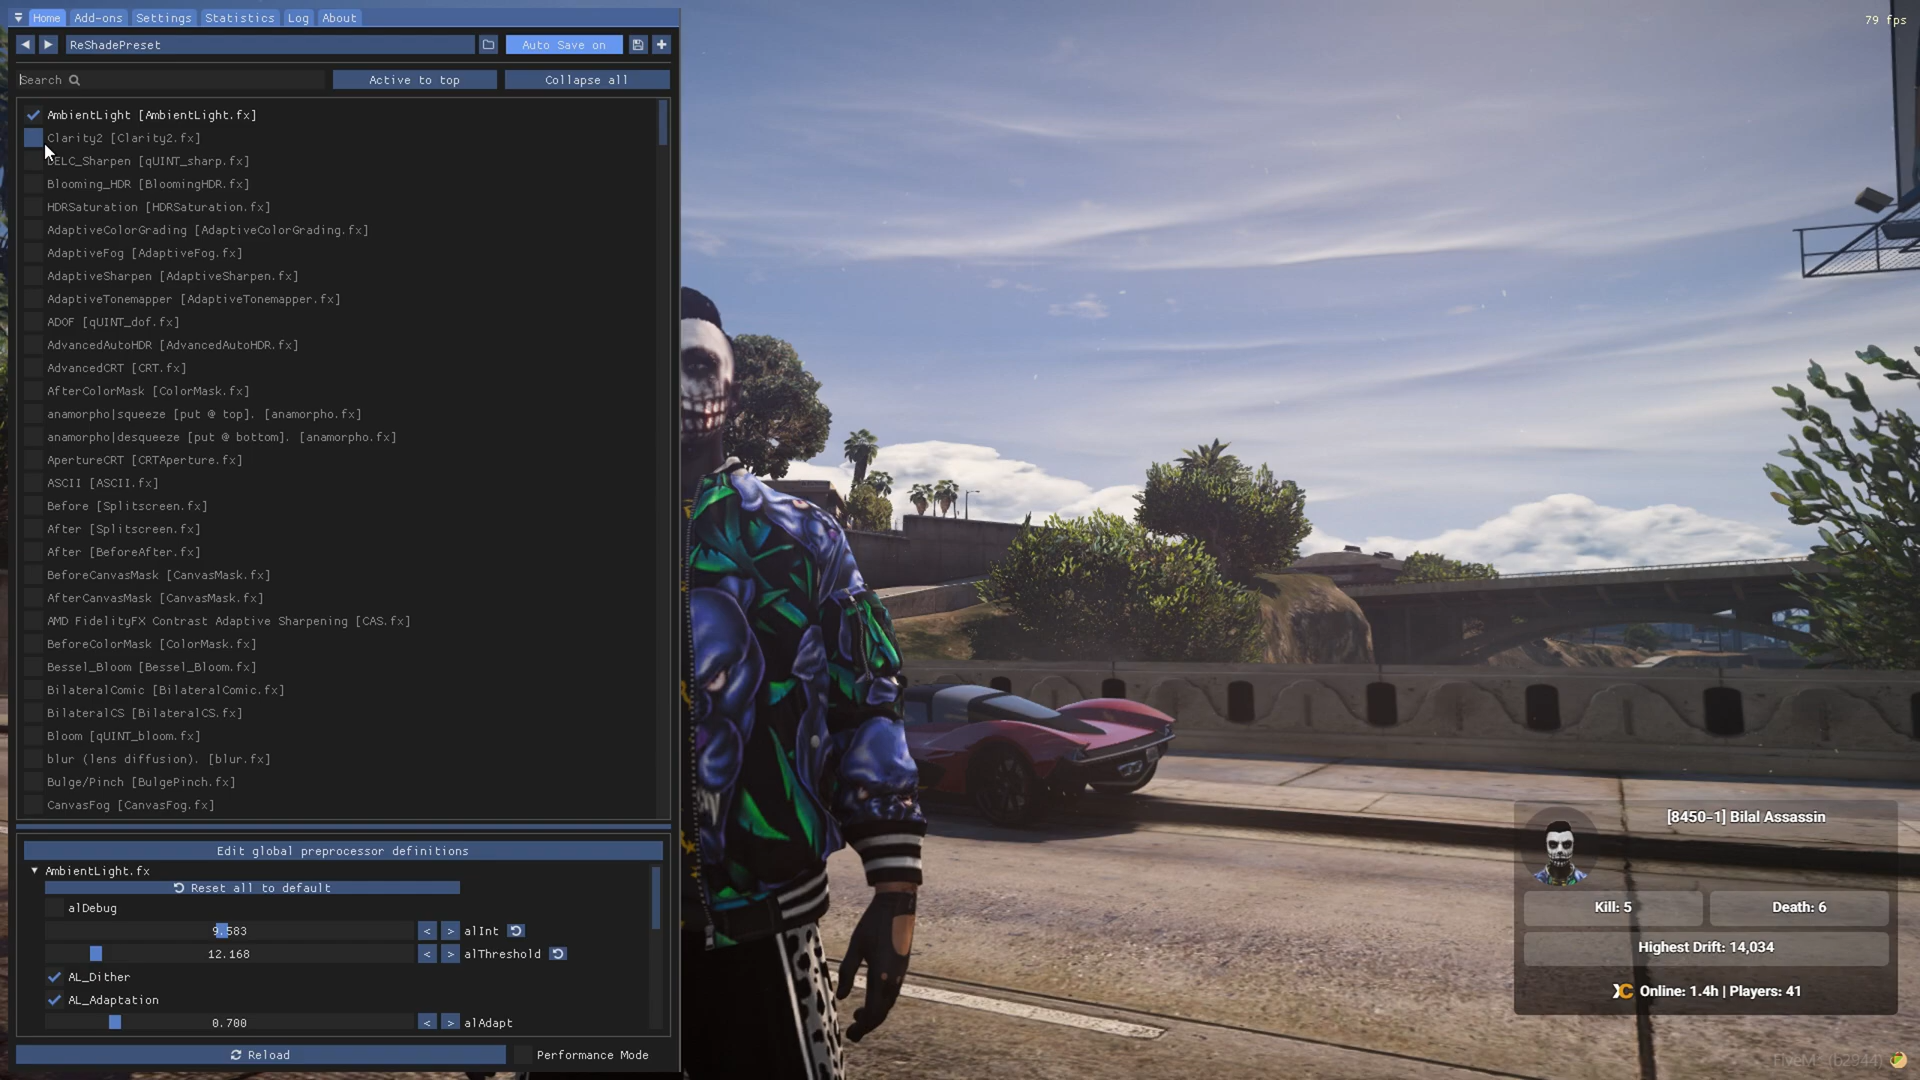 Home Add-ons Settings Statistics Log About
79 fps
ReShadePreset
Auto Save on
Search
Active to top
Collapse all
AmbientLight [AmbientLight.fx]
Clarity2 [Clarity2.fx]
DELC_Sharpen [qUINT_sharp.fx]
Blooming_HDR [BloomingHDR.fx]
HDRSaturation [HDRSaturation.fx]
AdaptiveColorGrading [AdaptiveColorGrading.fx]
AdaptiveFog [AdaptiveFog.fx]
AdaptiveSharpen [AdaptiveSharpen.fx]
AdaptiveTonemapper [AdaptiveTonemapper.fx]
ADOF [qUINT_dof.fx]
AdvancedAutoHDR [AdvancedAutoHDR.fx]
AdvancedCRT [CRT.fx]
AfterColorMask [ColorMask.fx]
anamorpho|squeeze [put @ top]. [anamorpho.fx]
anamorpho|desqueeze [put @ bottom]. [anamorpho.fx]
ApertureCRT [CRTAperture.fx]
ASCII [ASCII.fx]
Before [Splitscreen.fx]
After [Splitscreen.fx]
After [BeforeAfter.fx]
BeforeCanvasMask [CanvasMask.fx]
AfterCanvasMask [CanvasMask.fx]
AMD FidelityFX Contrast Adaptive Sharpening [CAS.fx]
BeforeColorMask [ColorMask.fx]
Bessel_Bloom [Bessel_Bloom.fx]
BilateralComic [BilateralComic.fx]
BilateralCS [BilateralCS.fx]
Bloom [qUINT_bloom.fx]
blur (lens diffusion). [blur.fx]
Bulge/Pinch [BulgePinch.fx]
CanvasFog [CanvasFog.fx]
Edit global preprocessor definitions
AmbientLight.fx
Reset all to default
alDebug
9.583 < > alInt
12.168 < > alThreshold
AL_Dither
AL_Adaptation
0.700 < > alAdapt
Reload
Performance Mode
[8450-1] Bilal Assassin
Kill: 5
Death: 6
Highest Drift: 14,034
Online: 1.4h | Players: 41